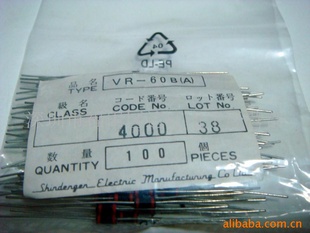 04
PE-LD
品名 TYPE VR-60B(A)
級名 CLASS コード番号 CODE No ロット番号 LOT No
4000 38
数量 QUANTITY 100 個 PIECES
Shindengen Electric Manufacturing Co Ltd
alibaba.com.cn